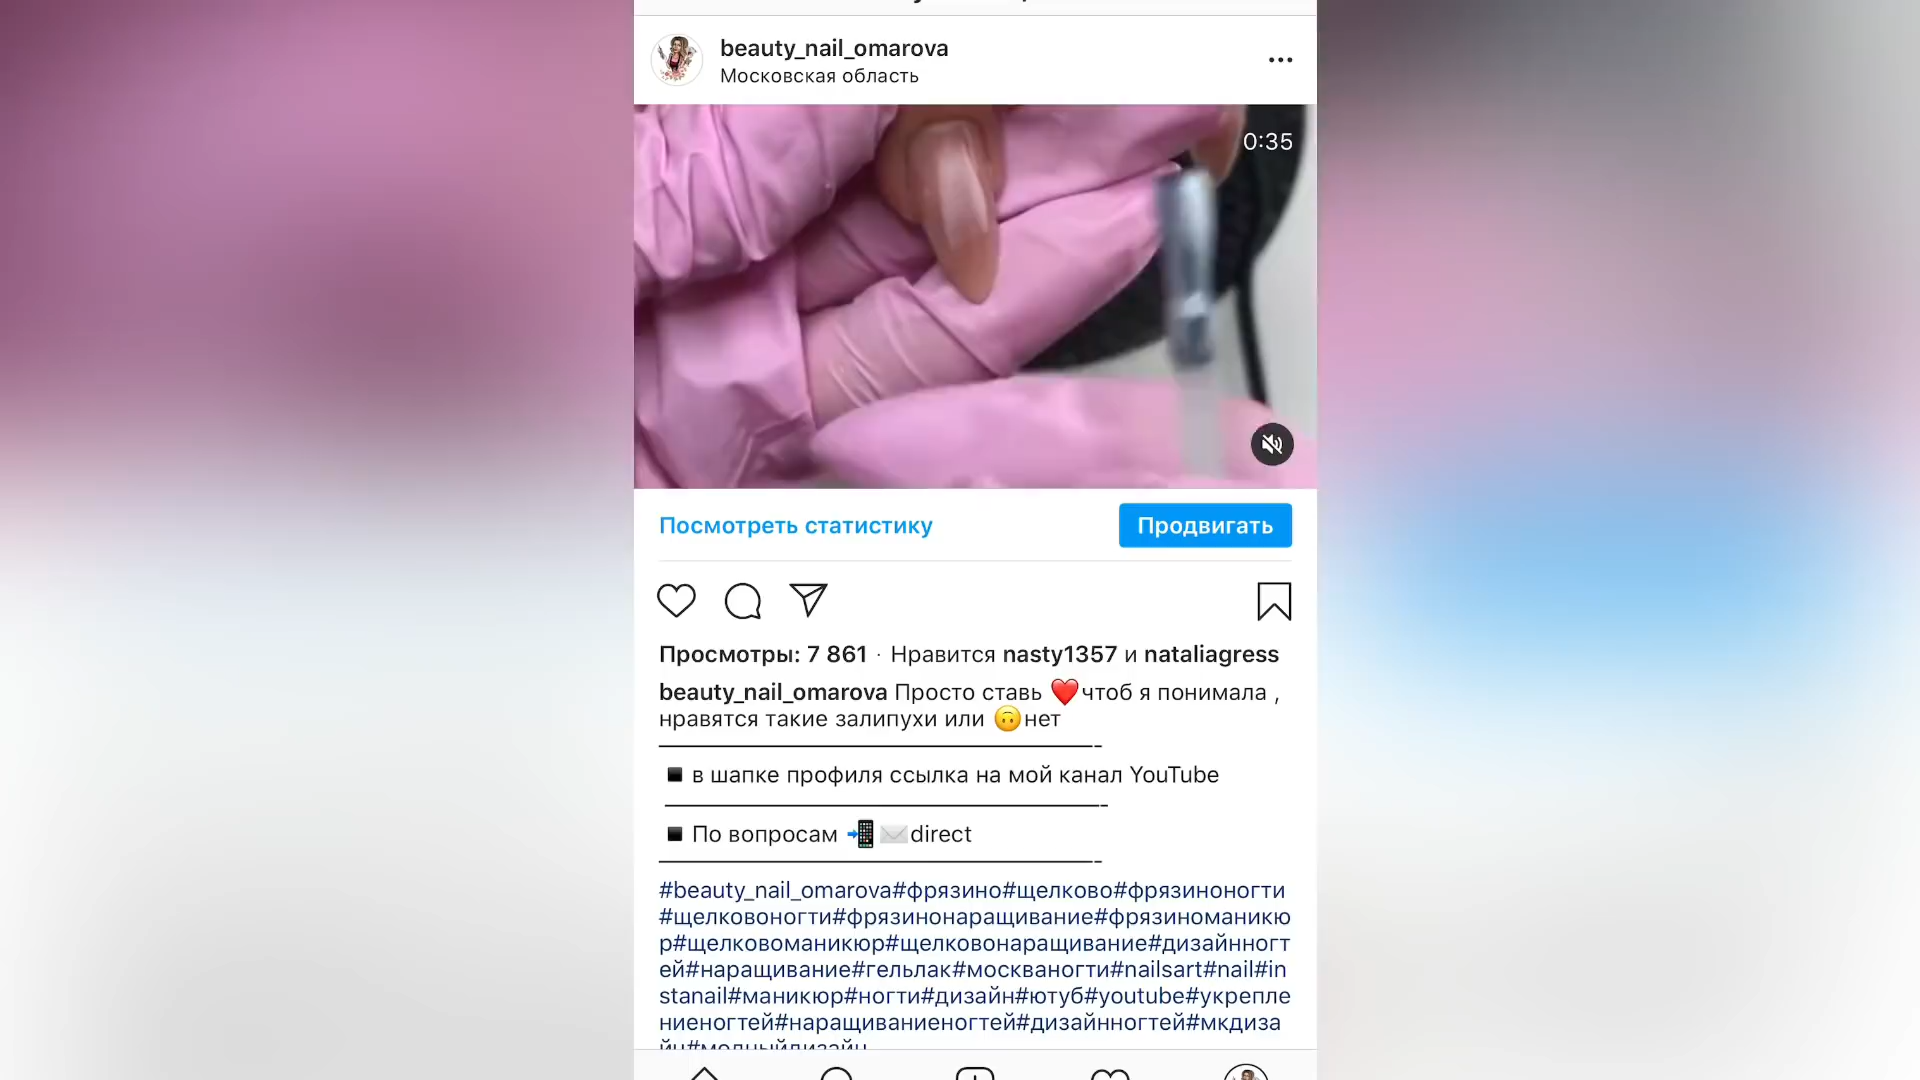 beauty_nail_omarova
Московская область
0:35
Посмотреть статистику
Продвигать
Просмотры: 7 861 · Нравится nasty1357 и nataliagress
beauty_nail_omarova Просто ставь ❤️чтоб я понимала ,
нравятся такие залипухи или 🙃нет
————————————————-
◾️ в шапке профиля ссылка на мой канал YouTube
————————————————-
◾️ По вопросам 📲✉️direct
————————————————-
#beauty_nail_omarova#фрязино#щелково#фрязиноногти
#щелковоногти#фрязинонаращивание#фрязиноманикю
р#щелковоманикюр#щелковонаращивание#дизайнногт
ей#наращивание#гельлак#москваногти#nailsart#nail#in
stanail#маникюр#ногти#дизайн#ютуб#youtube#укрепле
ниеногтей#наращиваниеногтей#дизайнногтей#мкдиза
йн#модныйдизайн